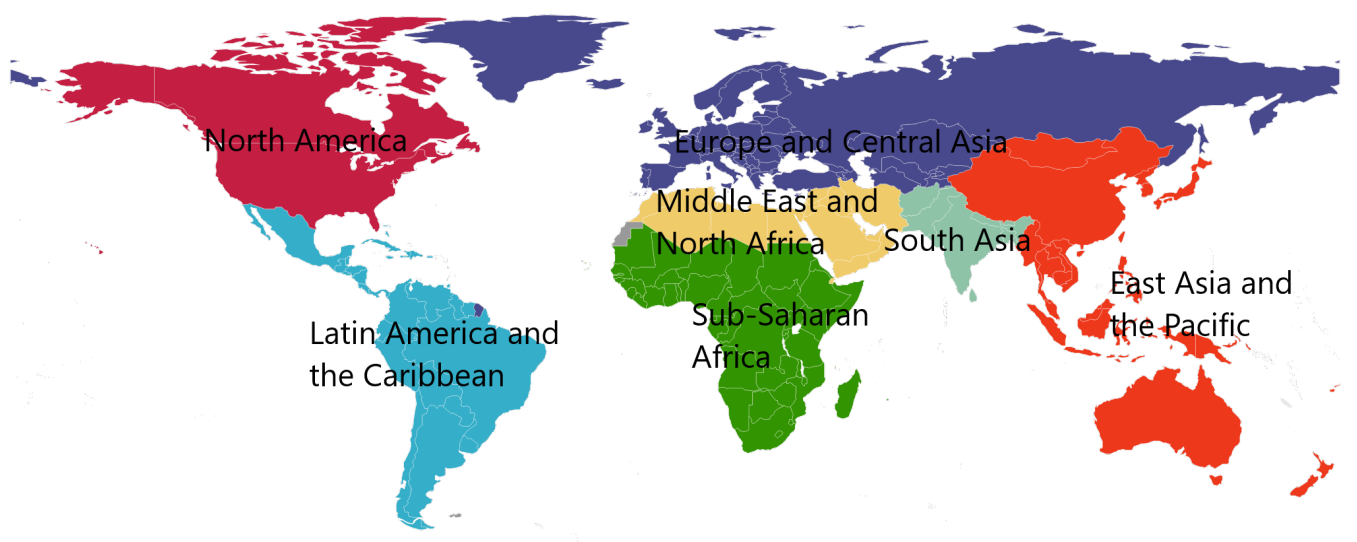 North America
Europe and Central Asia
Middle East and
North Africa
South Asia
East Asia and
the Pacific
Sub-Saharan
Africa
Latin America and
the Caribbean